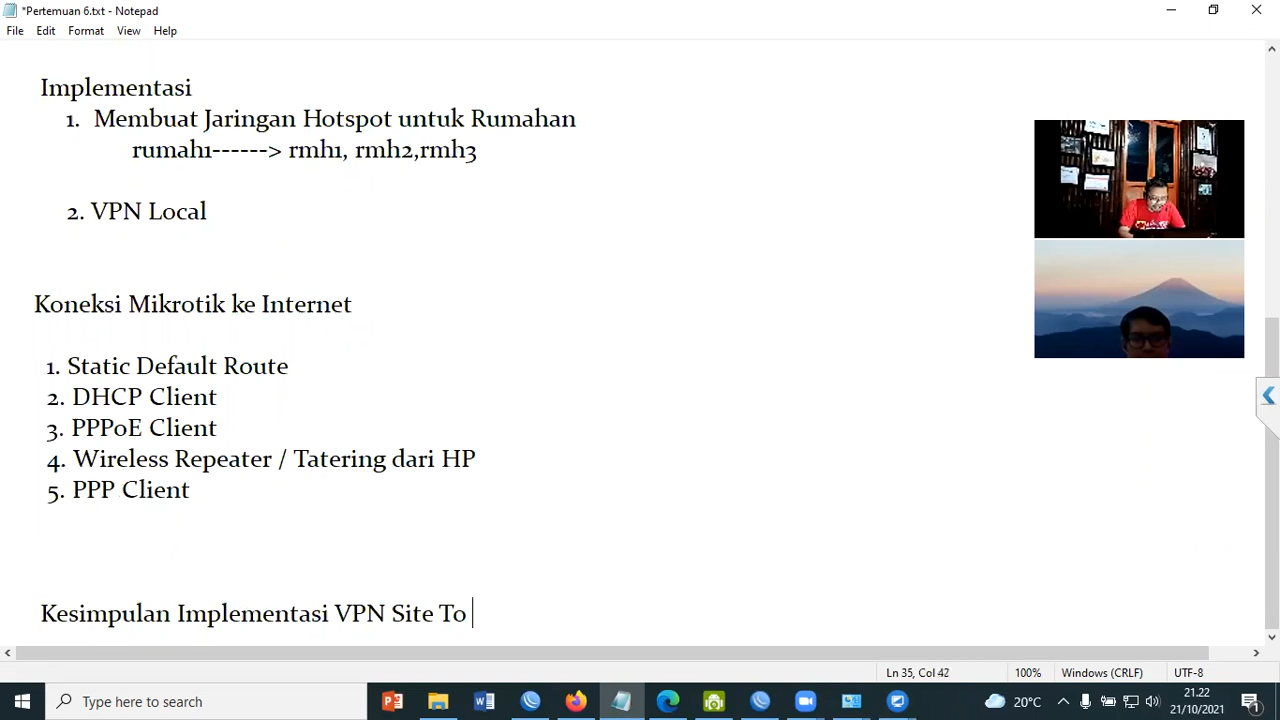 *Pertemuan 6.txt - Notepad
File Edit Format View Help
Implementasi
1. Membuat Jaringan Hotspot untuk Rumahan
rumah1------> rmh1, rmh2,rmh3
2. VPN Local
Koneksi Mikrotik ke Internet
1. Static Default Route
2. DHCP Client
3. PPPoE Client
4. Wireless Repeater / Tatering dari HP
5. PPP Client
Kesimpulan Implementasi VPN Site To
Ln 35, Col 42 100% Windows (CRLF) UTF-8
Type here to search
20°C
21.22
21/10/2021
1